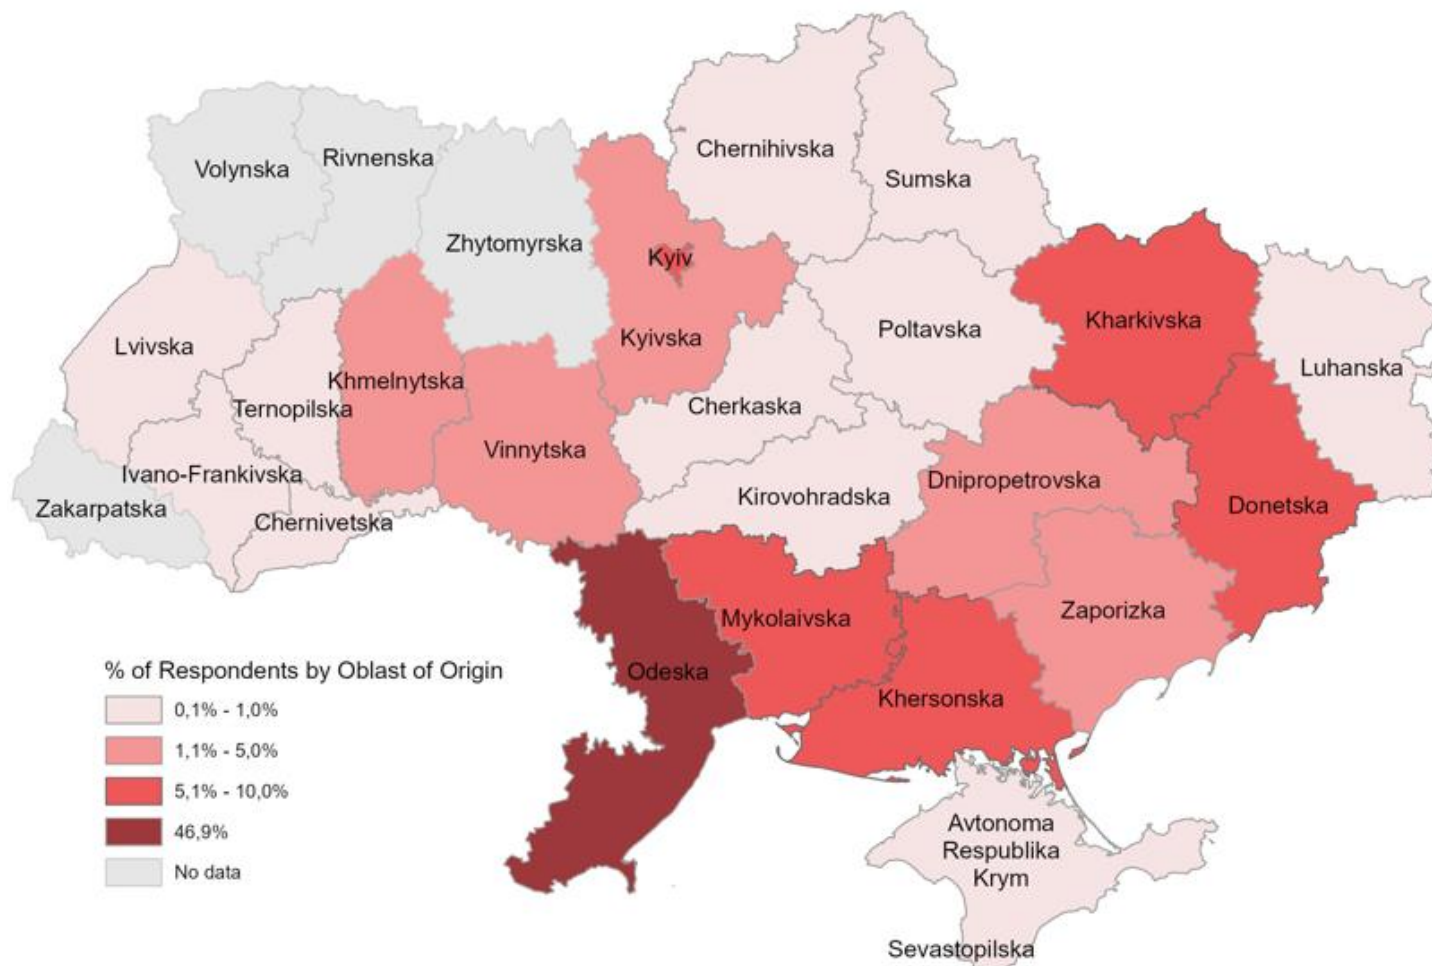 Chernihivska
Rivnenska
Volynska
Sumska
Zhytomyrska
Kyiv
Kharkivska
Poltavska
Kyivska
Lvivska
Luhanska
Khmelnytska
Ternopilska
Cherkaska
Vinnytska
Ivano-Frankivska
Dnipropetrovska
Kirovohradska
Donetska
Zakarpatska
Chernivetska
Zaporizka
Mykolaivska
Odeska
Khersonska
% of Respondents by Oblast of Origin
0,1% - 1,0%
1,1% - 5,0%
5,1% - 10,0%
46,9%
No data
Avtonoma
Respublika
Krym
Sevastopilska